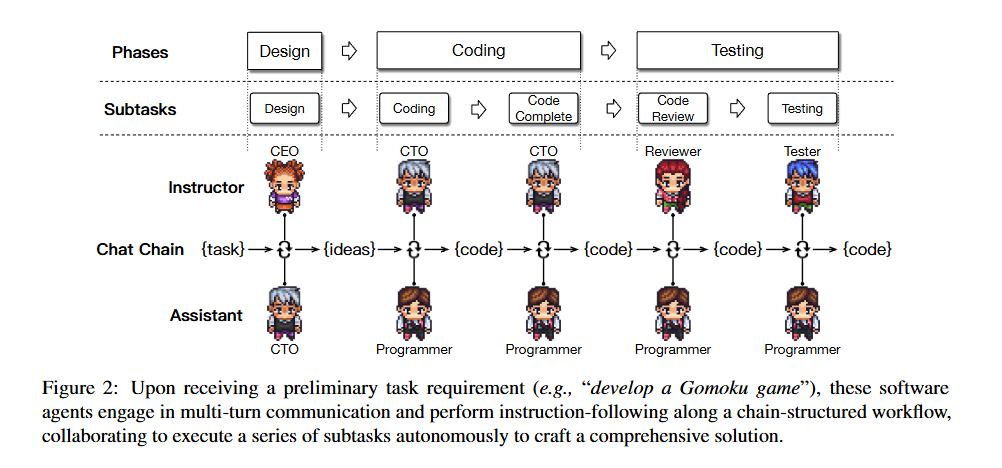 Phases Design Coding Testing
Subtasks Design Coding Code Complete Code Review Testing
CEO CTO CTO Reviewer Tester
Instructor
Chat Chain {task} {ideas} {code} {code} {code} {code}
Assistant
CTO Programmer Programmer Programmer Programmer
Figure 2: Upon receiving a preliminary task requirement (e.g., “develop a Gomoku game”), these software
agents engage in multi-turn communication and perform instruction-following along a chain-structured workflow,
collaborating to execute a series of subtasks autonomously to craft a comprehensive solution.